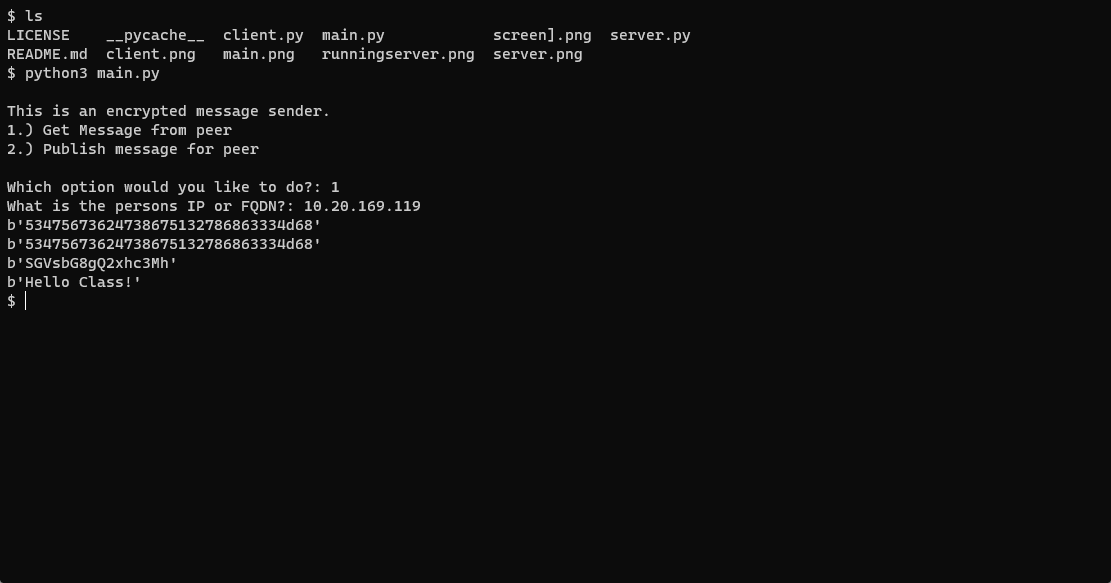 $ ls
LICENSE    __pycache__  client.py  main.py            screen].png  server.py
README.md  client.png   main.png   runningserver.png  server.png
$ python3 main.py
This is an encrypted message sender.
1.) Get Message from peer
2.) Publish message for peer
Which option would you like to do?: 1
What is the persons IP or FQDN?: 10.20.169.119
b'534756736247386751327868633334d68'
b'534756736247386751327868633334d68'
b'SGVsbG8gQ2xhc3Mh'
b'Hello Class!'
$